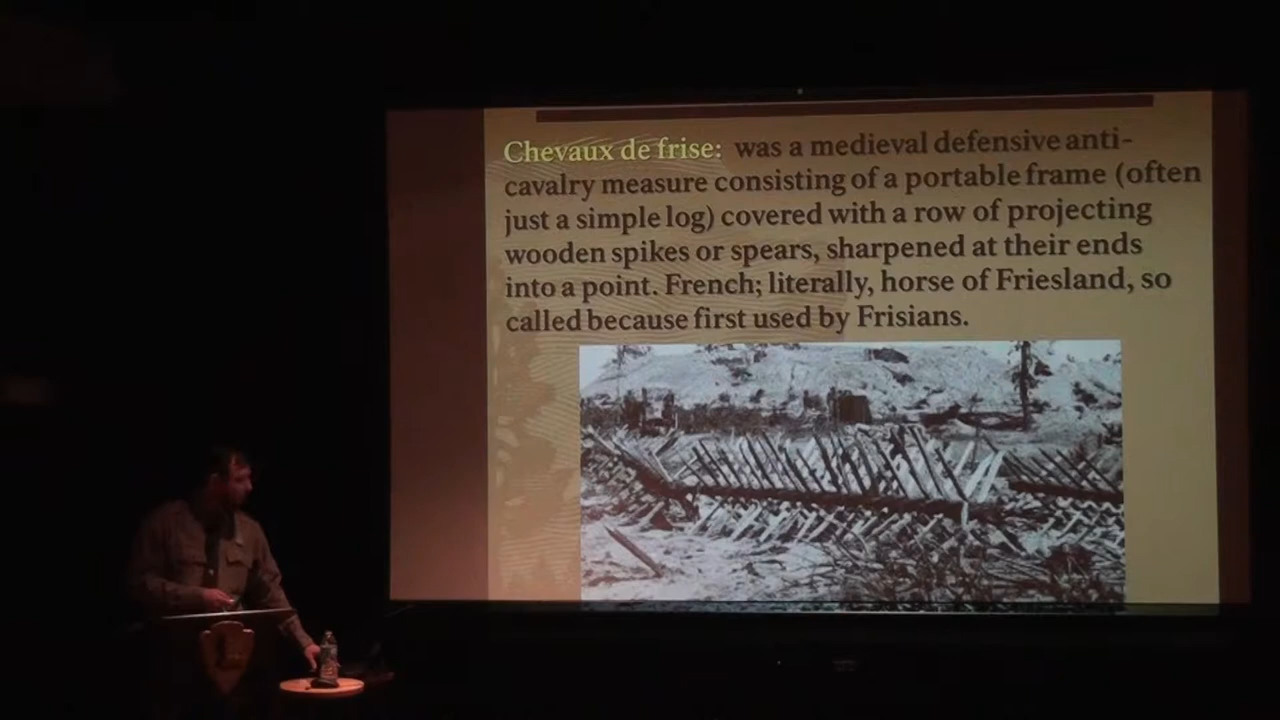 Chevaux de frise: was a medieval defensive anti-
cavalry measure consisting of a portable frame (often
just a simple log) covered with a row of projecting
wooden spikes or spears, sharpened at their ends
into a point. French; literally, horse of Friesland, so
called because first used by Frisians.